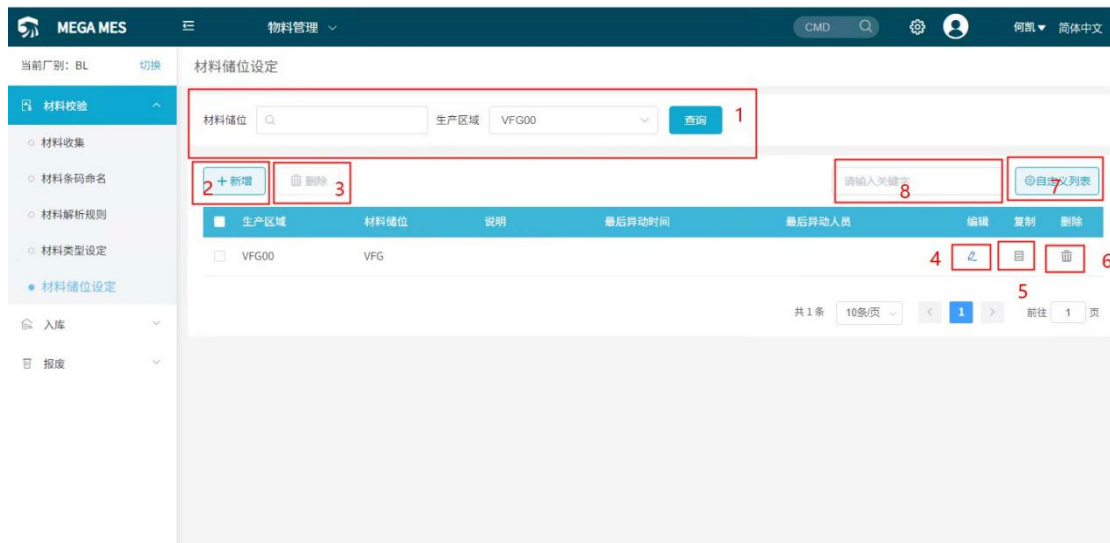 MEGA MES 物料管理 CMD 何凯 简体中文
当前厂别：BL 切换 材料储位设定
材料校验
材料储位 生产区域 VFG00 查询 1
材料收集
材料条码命名
2 +新增 删除 3 请输入关键字 8 自定义列表 7
材料解析规则
生产区域 材料储位 说明 最后异动时间 最后异动人员 编辑 复制 删除
材料类型设定
VFG00 VFG 4 6
材料储位设定
5
共1条 10条/页 < 1 > 前往 1 页
入库
报废